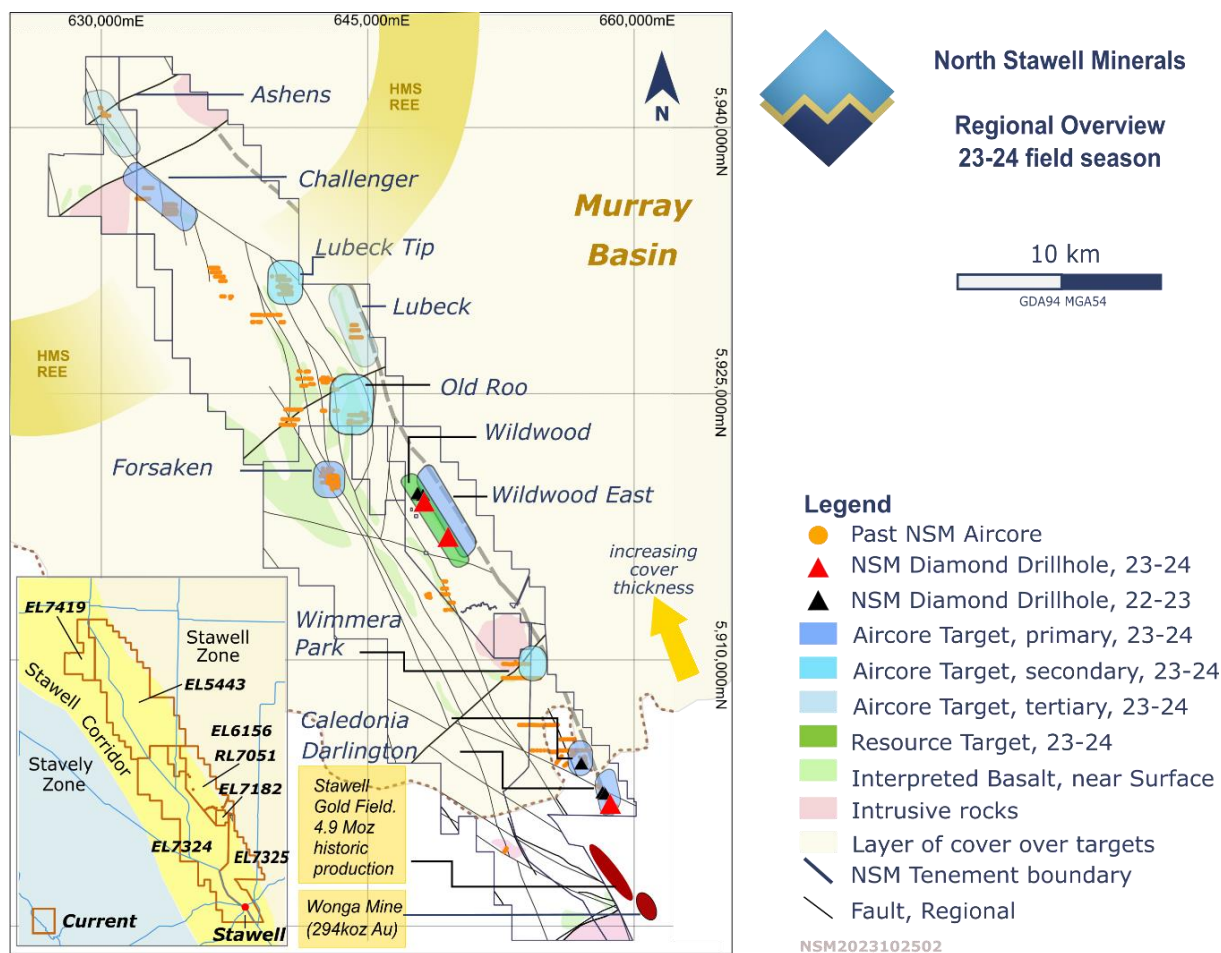 630,000mE
645,000mE
660,000mE
North Stawell Minerals
Regional Overview
23-24 field season
N
HMS
REE
5,940,000mN
Ashens
Challenger
Murray
Basin
Lubeck Tip
10 km
GDA94 MGA54
Lubeck
HMS
REE
5,925,000mN
Old Roo
Wildwood
Forsaken
Wildwood East
increasing
cover
thickness
Wimmera
Park
5,910,000mN
Caledonia
Darlington
Stawell
Gold Field.
4.9 Moz
historic
production
Wonga Mine
(294koz Au)
EL7419
Stawell
Zone
EL5443
Stawell Corridor
EL6156
RL7051
Stavely
Zone
EL7182
EL7324
EL7325
Current
Stawell
Legend
Past NSM Aircore
NSM Diamond Drillhole, 23-24
NSM Diamond Drillhole, 22-23
Aircore Target, primary, 23-24
Aircore Target, secondary, 23-24
Aircore Target, tertiary, 23-24
Resource Target, 23-24
Interpreted Basalt, near Surface
Intrusive rocks
Layer of cover over targets
NSM Tenement boundary
Fault, Regional
NSM2023102502